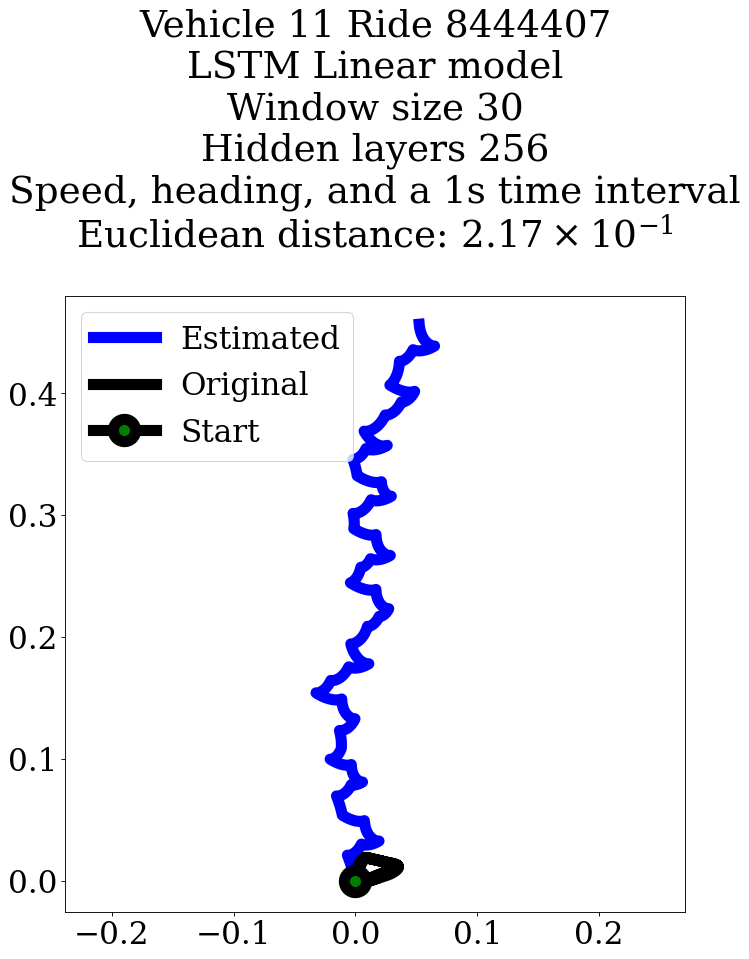 Vehicle 11 Ride 8444407
LSTM Linear model
Window size 30
Hidden layers 256
Speed, heading, and a 1s time interval
Euclidean distance: 2.17 × 10⁻¹
Estimated
Original
Start
0.4
0.3
0.2
0.1
0.0
−0.2 −0.1 0.0 0.1 0.2